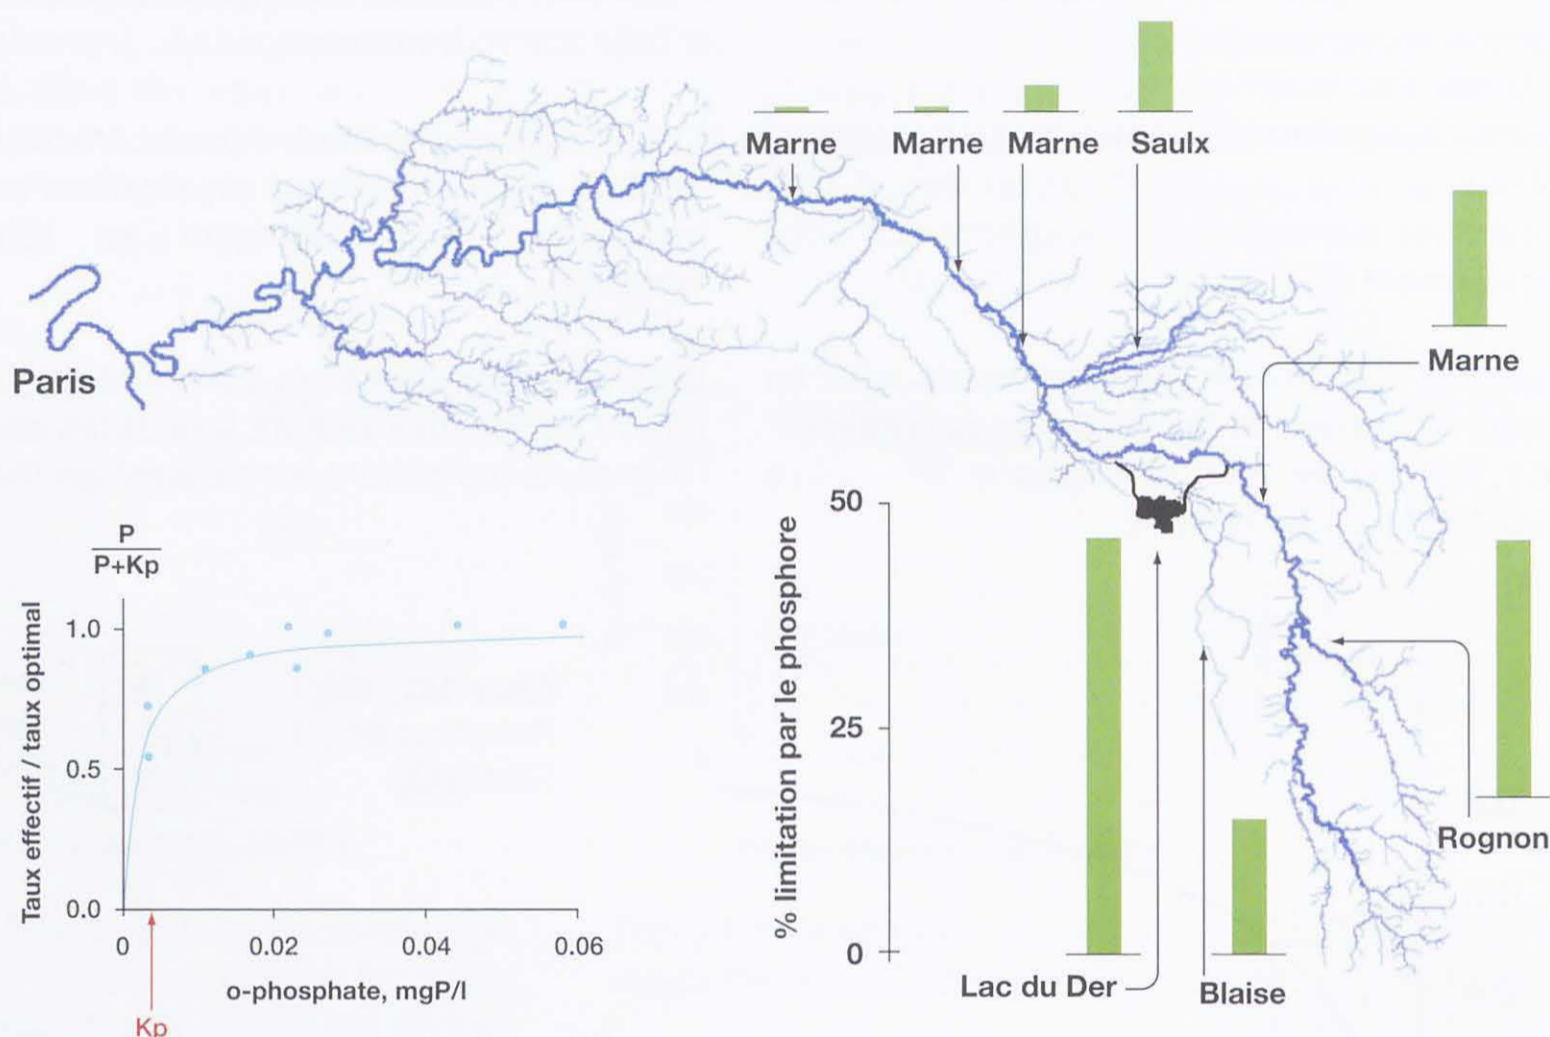 Marne
Marne
Marne
Saulx
Marne
Paris
P
P+Kp
Taux effectif / taux optimal
1.0
0.5
0.0
0
0.02
0.04
0.06
o-phosphate, mgP/l
Kp
% limitation par le phosphore
50
25
0
Lac du Der
Blaise
Rognon